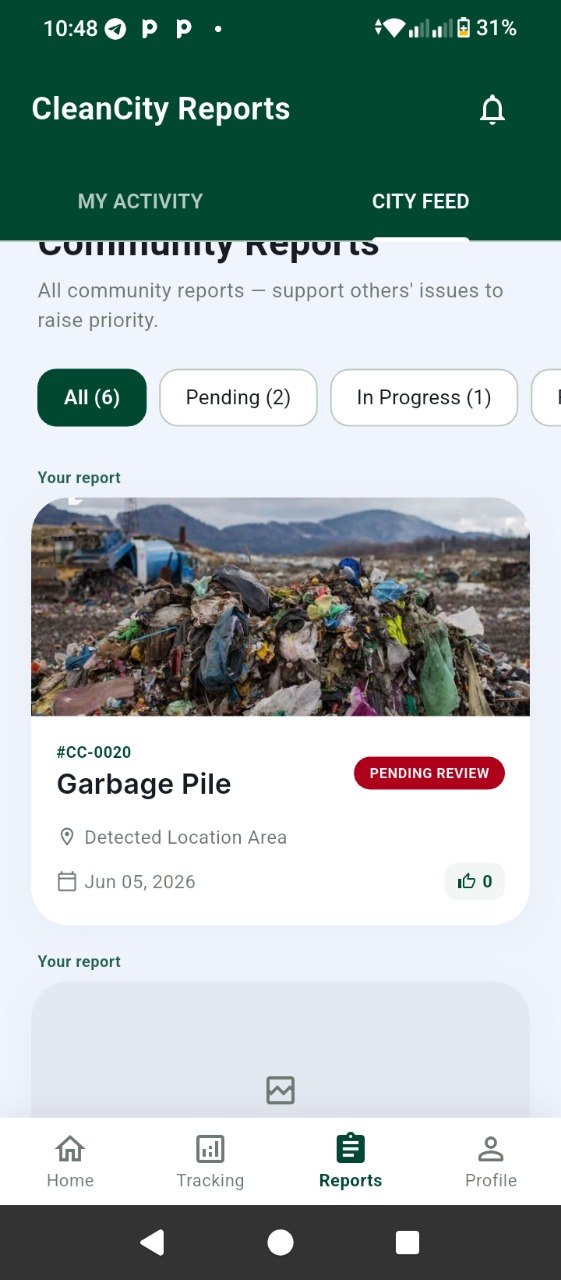 10:48 31%
CleanCity Reports
MY ACTIVITY CITY FEED
Community Reports
All community reports — support others' issues to
raise priority.
All (6) Pending (2) In Progress (1)
Your report
#CC-0020
Garbage Pile
PENDING REVIEW
Detected Location Area
Jun 05, 2026
0
Your report
Home Tracking Reports Profile